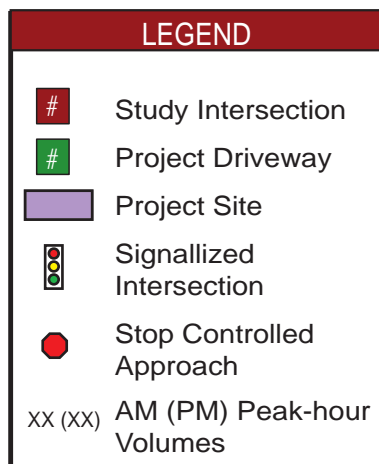 LEGEND
# Study Intersection
# Project Driveway
Project Site
Signallized
Intersection
Stop Controlled
Approach
XX (XX) AM (PM) Peak-hour
Volumes